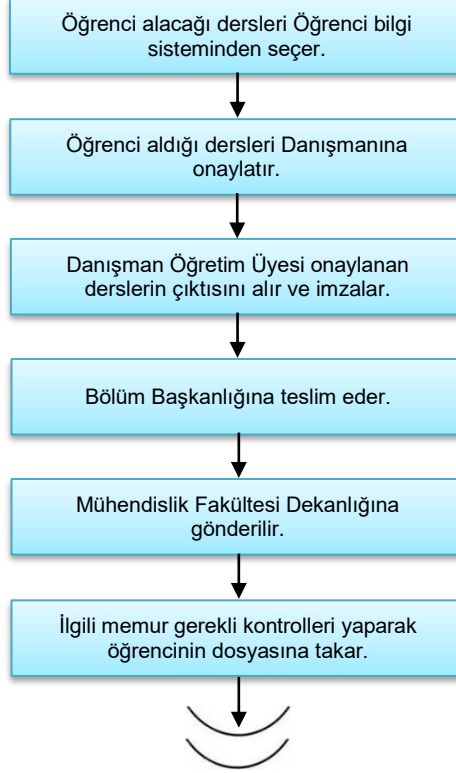 Öğrenci alacağı dersleri Öğrenci bilgi
sisteminden seçer.
Öğrenci aldığı dersleri Danışmanına
onaylatır.
Danışman Öğretim Üyesi onaylanan
derslerin çıktısını alır ve imzalar.
Bölüm Başkanlığına teslim eder.
Mühendislik Fakültesi Dekanlığına
gönderilir.
İlgili memur gerekli kontrolleri yaparak
öğrencinin dosyasına takar.